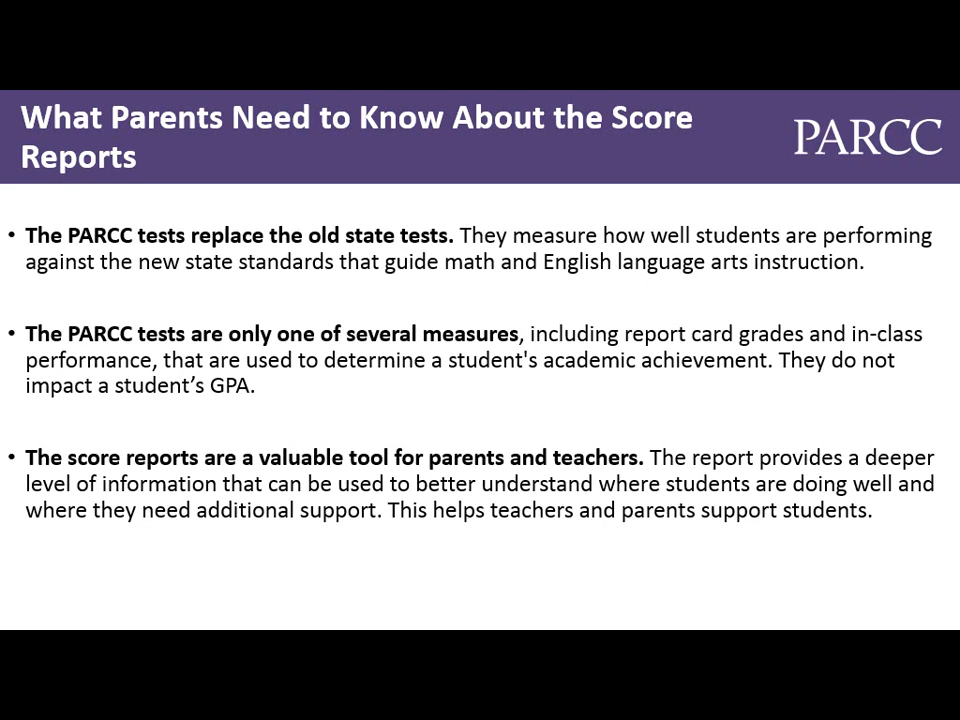 What Parents Need to Know About the Score
Reports
PARCC
• The PARCC tests replace the old state tests. They measure how well students are performing
against the new state standards that guide math and English language arts instruction.
• The PARCC tests are only one of several measures, including report card grades and in-class
performance, that are used to determine a student's academic achievement. They do not
impact a student’s GPA.
• The score reports are a valuable tool for parents and teachers. The report provides a deeper
level of information that can be used to better understand where students are doing well and
where they need additional support. This helps teachers and parents support students.